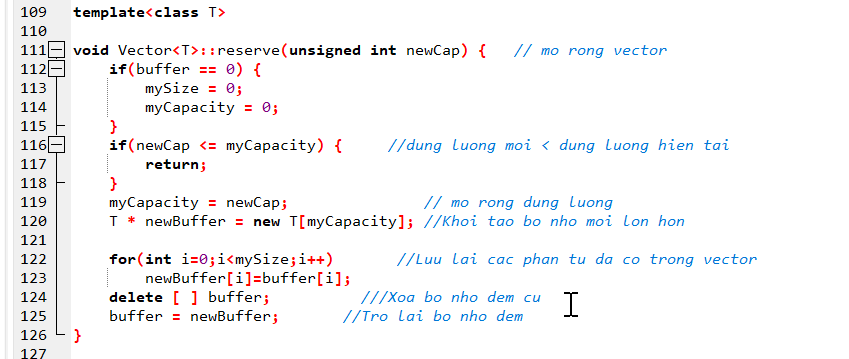 109 template<class T>
110
111 void Vector<T>::reserve(unsigned int newCap) { // mo rong vector
112 if(buffer == 0) {
113 mySize = 0;
114 myCapacity = 0;
115 }
116 if(newCap <= myCapacity) { //dung luong moi < dung luong hien tai
117 return;
118 }
119 myCapacity = newCap; // mo rong dung luong
120 T * newBuffer = new T[myCapacity]; //Khoi tao bo nho moi lon hon
121
122 for(int i=0;i<mySize;i++) //Luu lai cac phan tu da co trong vector
123 newBuffer[i]=buffer[i];
124 delete [ ] buffer; ///Xoa bo nho dem cu
125 buffer = newBuffer; //Tro lai bo nho dem
126 }
127